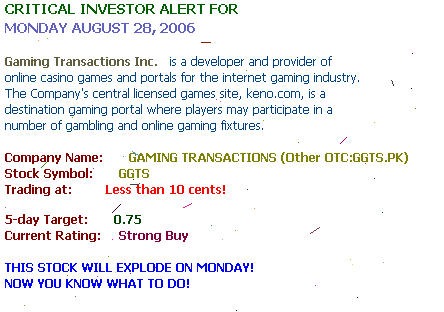 CRITICAL INVESTOR ALERT FOR
MONDAY AUGUST 28, 2006
Gaming Transactions Inc. is a developer and provider of
online casino games and portals for the internet gaming industry.
The Company's central licensed games site, keno.com, is a
destination gaming portal where players may participate in a
number of gambling and online gaming fixtures.
Company Name: GAMING TRANSACTIONS (Other OTC:GGTS.PK)
Stock Symbol: GGTS
Trading at: Less than 10 cents!
5-day Target: 0.75
Current Rating: Strong Buy
THIS STOCK WILL EXPLODE ON MONDAY!
NOW YOU KNOW WHAT TO DO!